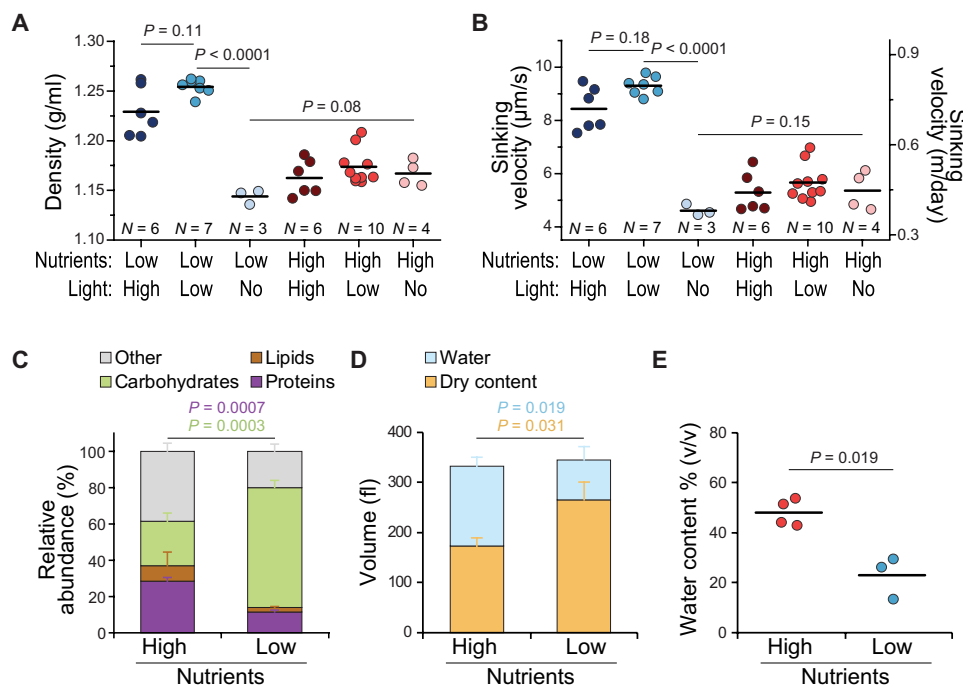 A
P = 0.11
P < 0.0001
P = 0.08
Density (g/ml)
1.30
1.25
1.20
1.15
1.10
N = 6 N = 7 N = 3 N = 6 N = 10 N = 4
Nutrients: Low Low Low High High High
Light: High Low No High Low No
B
P = 0.18
P < 0.0001
P = 0.15
Sinking
velocity (µm/s)
10
8
6
4
0.9
0.6
0.3
Sinking
velocity (m/day)
N = 6 N = 7 N = 3 N = 6 N = 10 N = 4
Nutrients: Low Low Low High High High
Light: High Low No High Low No
C
Other Lipids
Carbohydrates Proteins
P = 0.0007
P = 0.0003
Relative
abundance (%)
100
80
60
40
20
0
High Low
Nutrients
D
Water
Dry content
P = 0.019
P = 0.031
Volume (fl)
400
300
200
100
0
High Low
Nutrients
E
P = 0.019
Water content % (v/v)
80
60
40
20
0
High Low
Nutrients